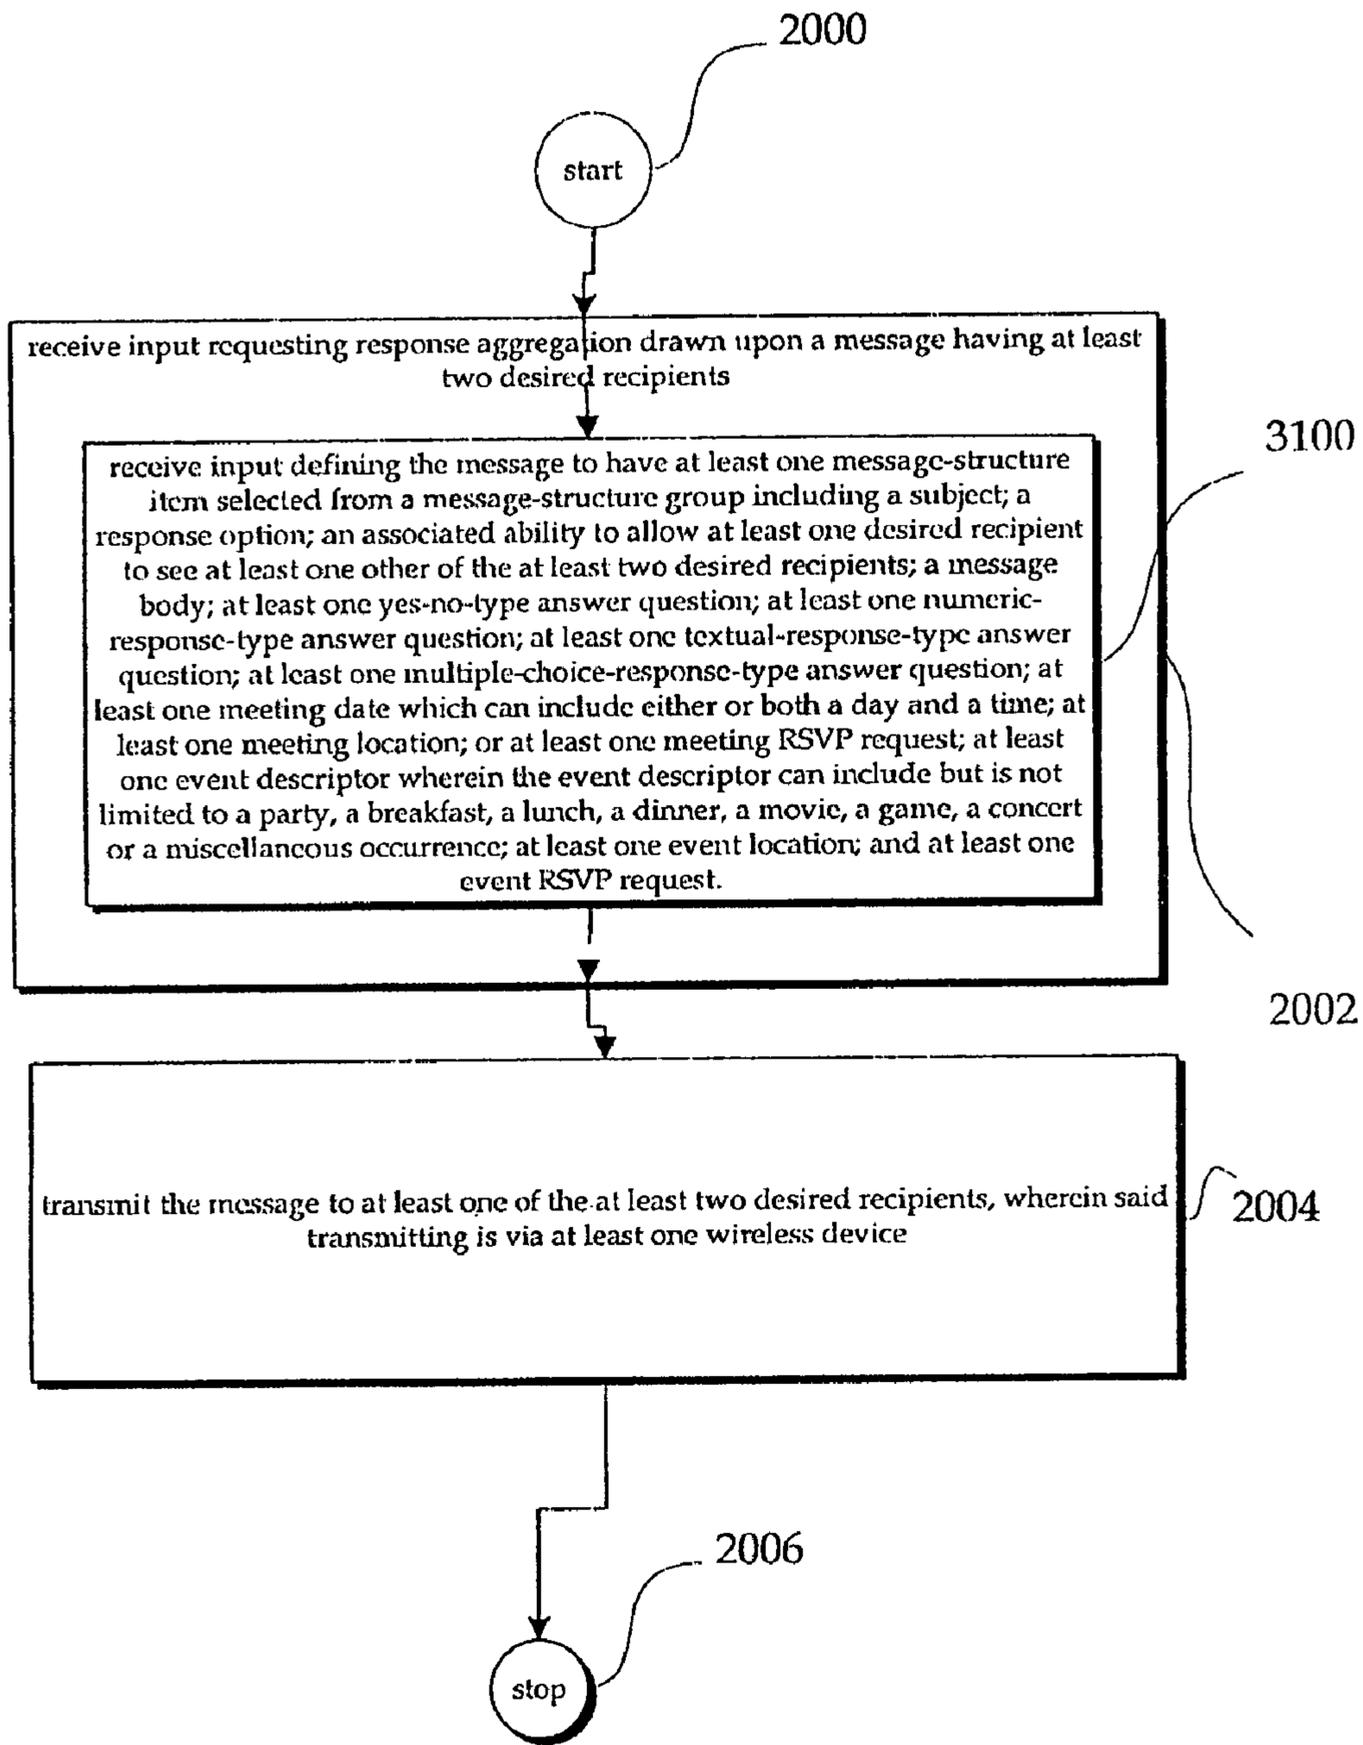 2000
start
receive input requesting response aggregation drawn upon a message having at least
two desired recipients
3100
receive input defining the message to have at least one message-structure
item selected from a message-structure group including a subject; a
response option; an associated ability to allow at least one desired recipient
to see at least one other of the at least two desired recipients; a message
body; at least one yes-no-type answer question; at least one numeric-
response-type answer question; at least one textual-response-type answer
question; at least one multiple-choice-response-type answer question; at
least one meeting date which can include either or both a day and a time; at
least one meeting location; or at least one meeting RSVP request; at least
one event descriptor wherein the event descriptor can include but is not
limited to a party, a breakfast, a lunch, a dinner, a movie, a game, a concert
or a miscellaneous occurrence; at least one event location; and at least one
event RSVP request.
2002
transmit the message to at least one of the at least two desired recipients, wherein said
transmitting is via at least one wireless device
2004
2006
stop